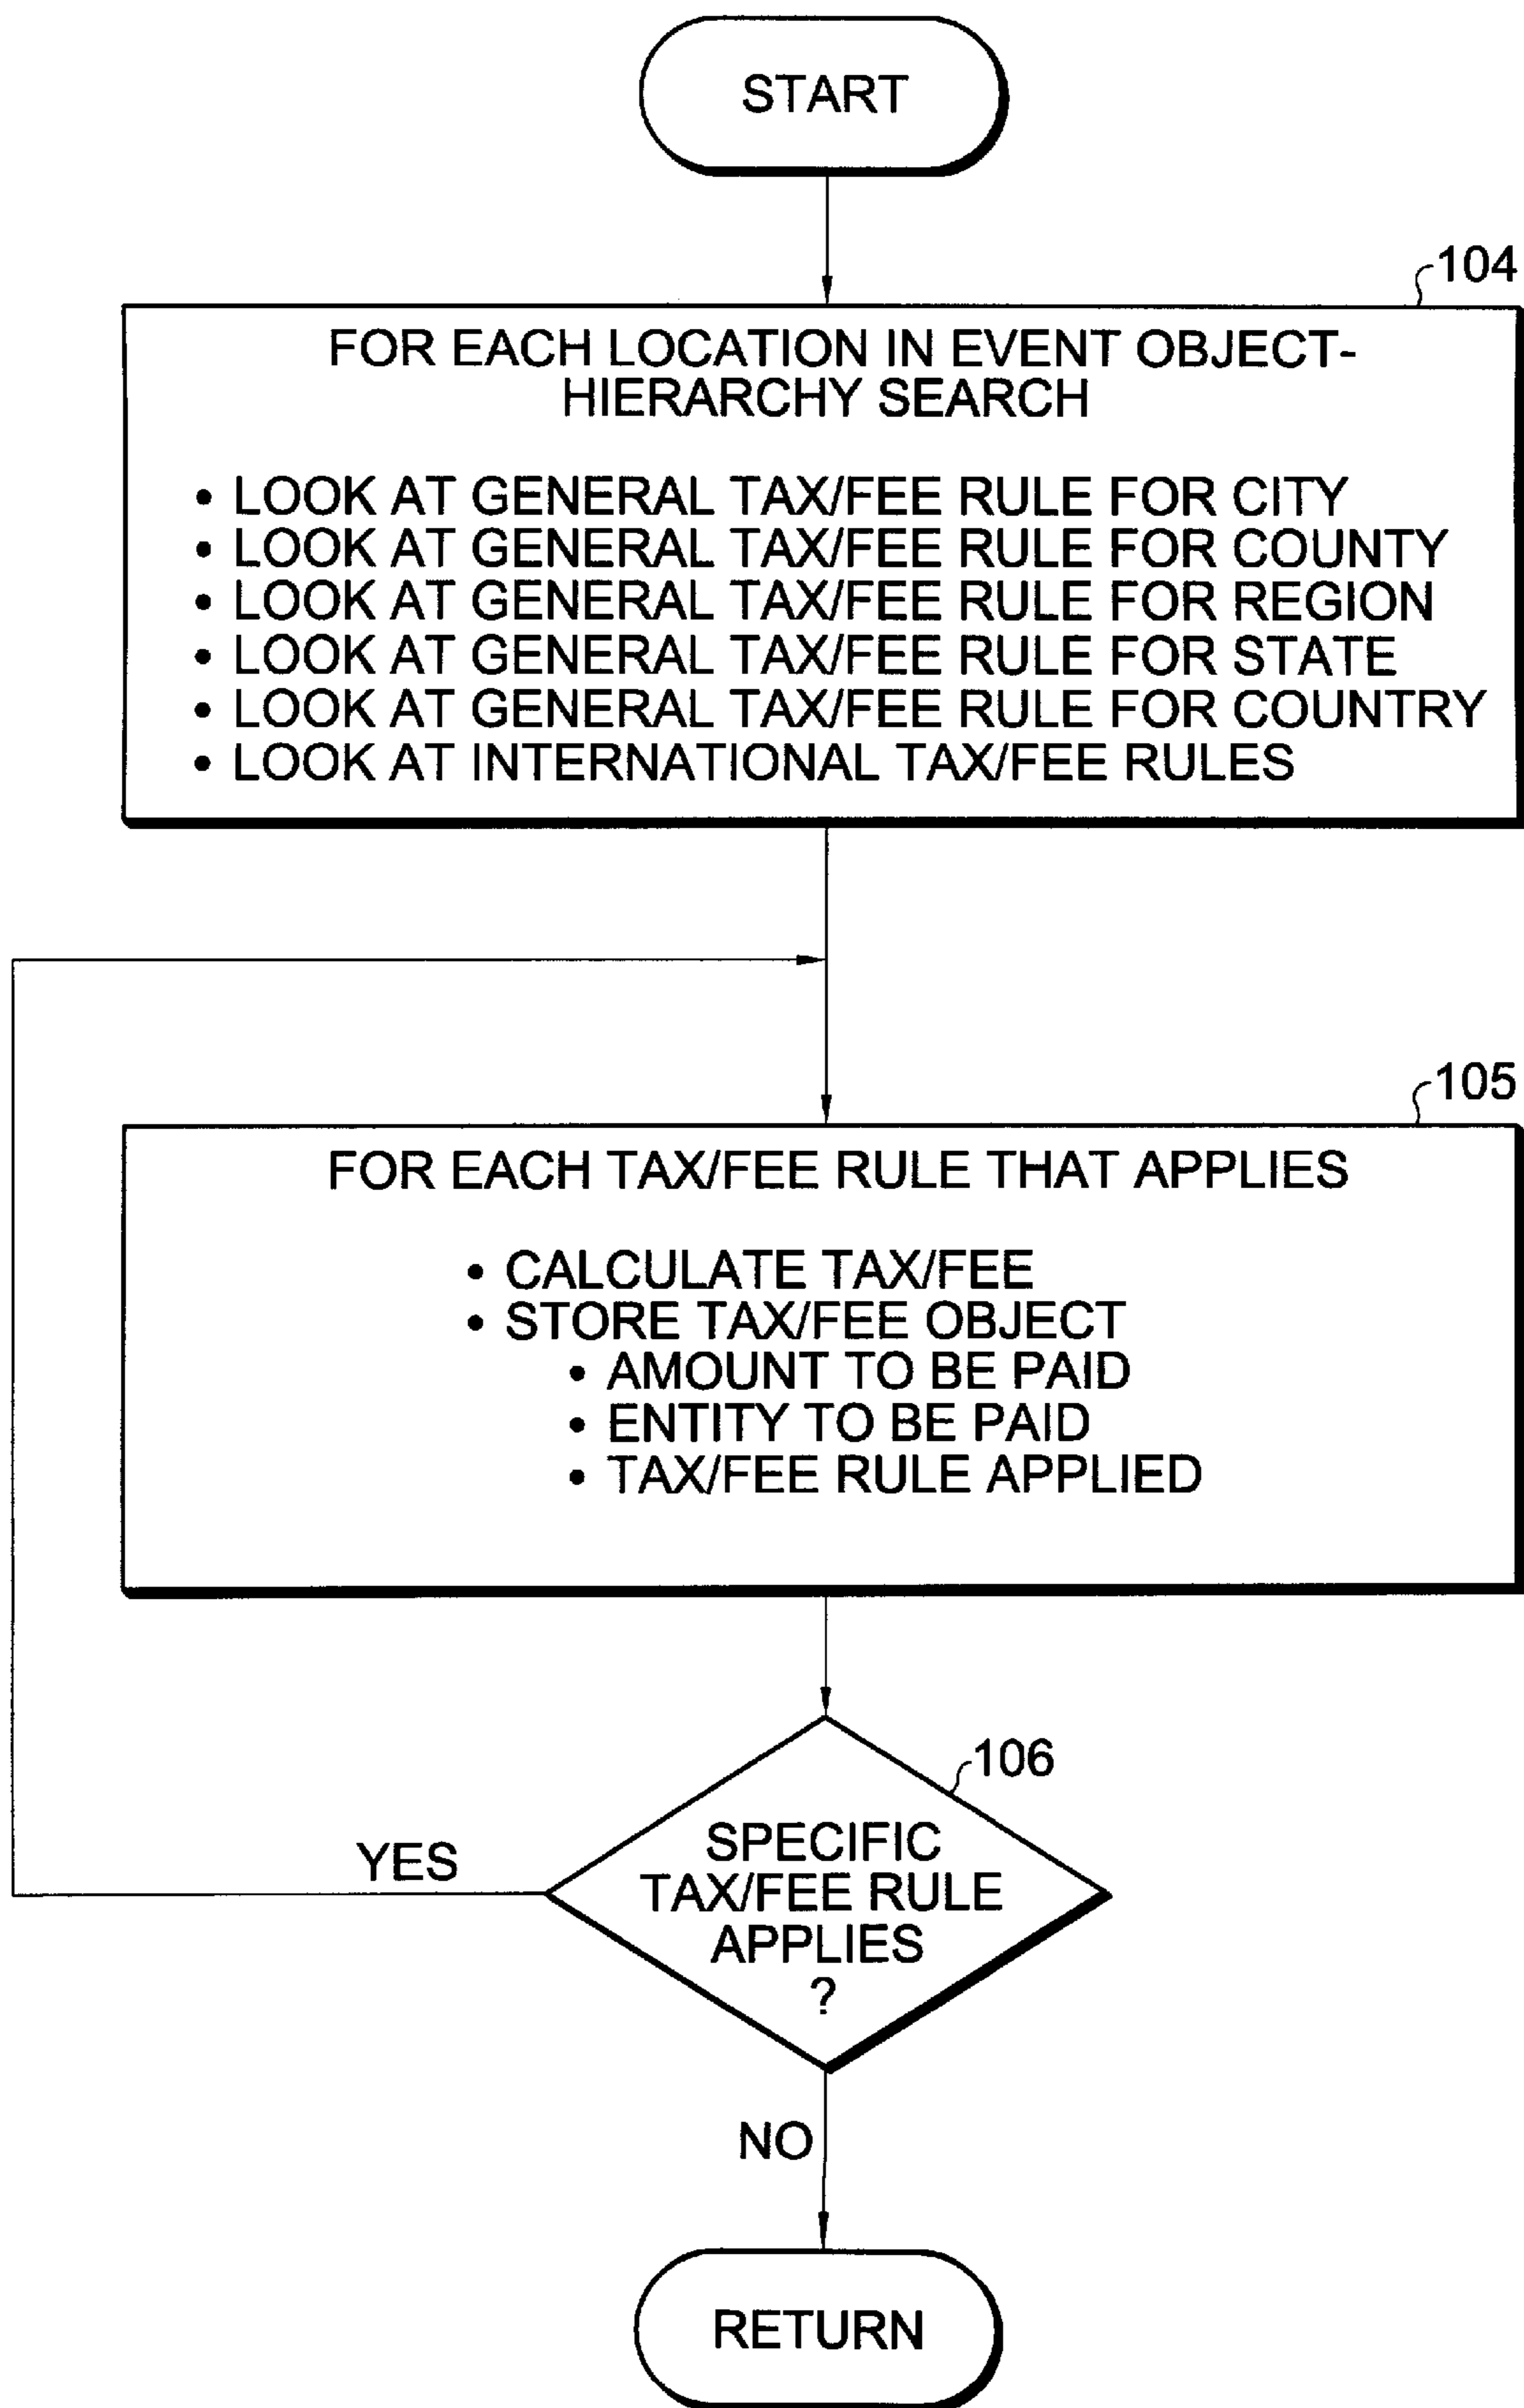 START
104
FOR EACH LOCATION IN EVENT OBJECT-
HIERARCHY SEARCH
• LOOK AT GENERAL TAX/FEE RULE FOR CITY
• LOOK AT GENERAL TAX/FEE RULE FOR COUNTY
• LOOK AT GENERAL TAX/FEE RULE FOR REGION
• LOOK AT GENERAL TAX/FEE RULE FOR STATE
• LOOK AT GENERAL TAX/FEE RULE FOR COUNTRY
• LOOK AT INTERNATIONAL TAX/FEE RULES
105
FOR EACH TAX/FEE RULE THAT APPLIES
• CALCULATE TAX/FEE
• STORE TAX/FEE OBJECT
• AMOUNT TO BE PAID
• ENTITY TO BE PAID
• TAX/FEE RULE APPLIED
106
SPECIFIC
TAX/FEE RULE
APPLIES
?
YES
NO
RETURN